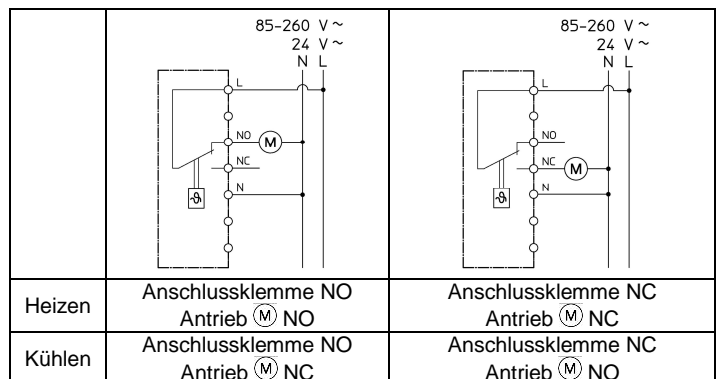 85-260 V ~
24 V ~
N L
L
NO M
NC
N
ϑ
85-260 V ~
24 V ~
N L
L
NO
NC M
N
ϑ
Heizen
Anschlussklemme NO
Antrieb M NO
Anschlussklemme NC
Antrieb M NC
Kühlen
Anschlussklemme NO
Antrieb M NC
Anschlussklemme NC
Antrieb M NO